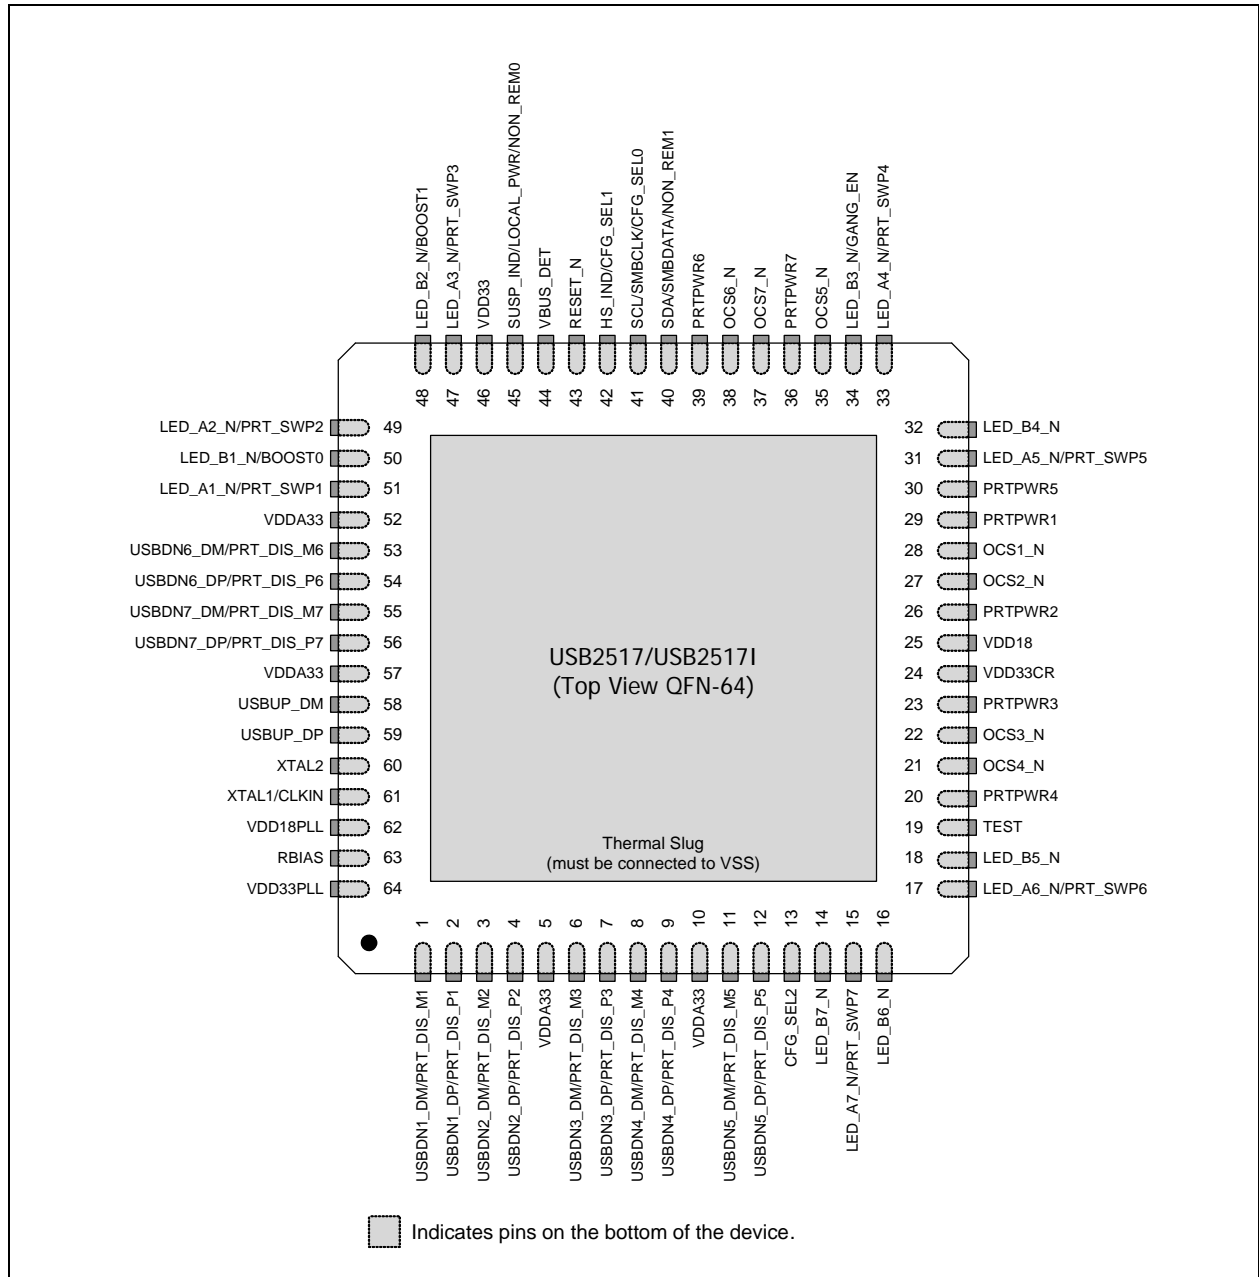 LED_B2_N/BOOST1
LED_A3_N/PRT_SWP3
VDD33
SUSP_IND/LOCAL_PWR/NON_REM0
VBUS_DET
RESET_N
HS_IND/CFG_SEL1
SCL/SMBCLK/CFG_SEL0
SDA/SMBDATA/NON_REM1
PRTPWR6
OCS6_N
OCS7_N
PRTPWR7
OCS5_N
LED_B3_N/GANG_EN
LED_A4_N/PRT_SWP4
48
47
46
45
44
43
42
41
40
39
38
37
36
35
34
33
LED_A2_N/PRT_SWP2 49
LED_B1_N/BOOST0 50
LED_A1_N/PRT_SWP1 51
VDDA33 52
USBDN6_DM/PRT_DIS_M6 53
USBDN6_DP/PRT_DIS_P6 54
USBDN7_DM/PRT_DIS_M7 55
USBDN7_DP/PRT_DIS_P7 56
VDDA33 57
USBUP_DM 58
USBUP_DP 59
XTAL2 60
XTAL1/CLKIN 61
VDD18PLL 62
RBIAS 63
VDD33PLL 64
USB2517/USB2517I
(Top View QFN-64)
Thermal Slug
(must be connected to VSS)
32 LED_B4_N
31 LED_A5_N/PRT_SWP5
30 PRTPWR5
29 PRTPWR1
28 OCS1_N
27 OCS2_N
26 PRTPWR2
25 VDD18
24 VDD33CR
23 PRTPWR3
22 OCS3_N
21 OCS4_N
20 PRTPWR4
19 TEST
18 LED_B5_N
17 LED_A6_N/PRT_SWP6
1
2
3
4
5
6
7
8
9
10
11
12
13
14
15
16
USBDN1_DM/PRT_DIS_M1
USBDN1_DP/PRT_DIS_P1
USBDN2_DM/PRT_DIS_M2
USBDN2_DP/PRT_DIS_P2
VDDA33
USBDN3_DM/PRT_DIS_M3
USBDN3_DP/PRT_DIS_P3
USBDN4_DM/PRT_DIS_M4
USBDN4_DP/PRT_DIS_P4
VDDA33
USBDN5_DM/PRT_DIS_M5
USBDN5_DP/PRT_DIS_P5
CFG_SEL2
LED_B7_N
LED_A7_N/PRT_SWP7
LED_B6_N
Indicates pins on the bottom of the device.